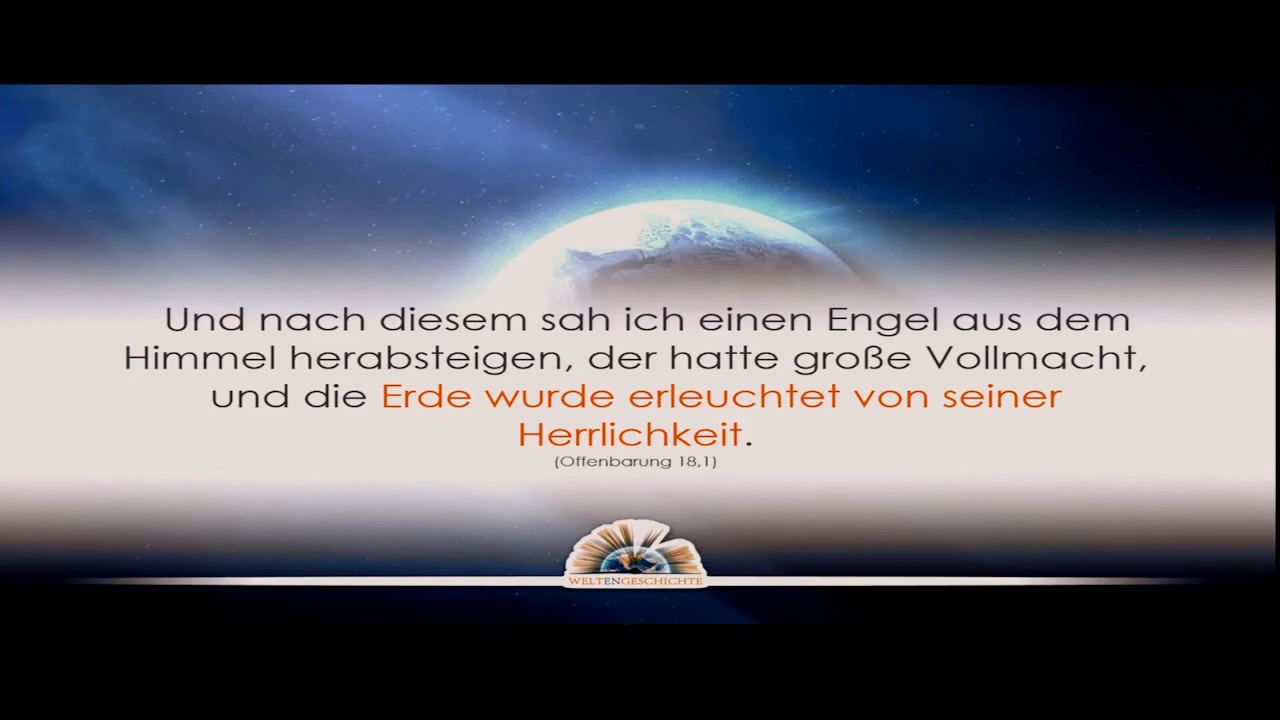 Und nach diesem sah ich einen Engel aus dem
Himmel herabsteigen, der hatte große Vollmacht,
und die Erde wurde erleuchtet von seiner
Herrlichkeit.
(Offenbarung 18,1)
WELTENGESCHICHTE